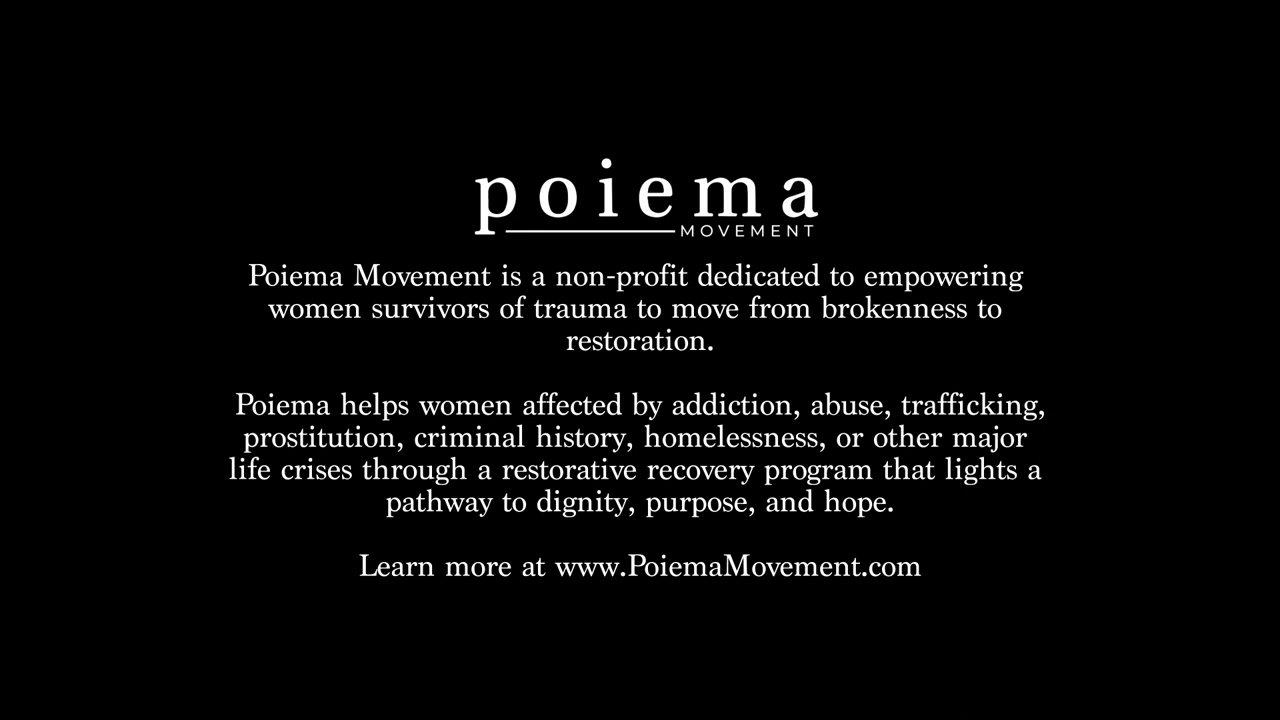 poiema
MOVEMENT
Poiema Movement is a non-profit dedicated to empowering
women survivors of trauma to move from brokenness to
restoration.
Poiema helps women affected by addiction, abuse, trafficking,
prostitution, criminal history, homelessness, or other major
life crises through a restorative recovery program that lights a
pathway to dignity, purpose, and hope.
Learn more at www.PoiemaMovement.com